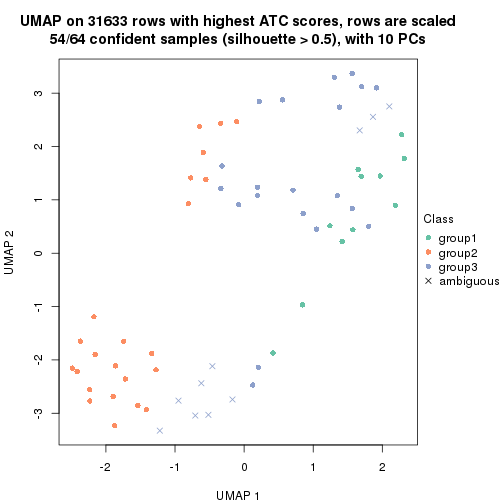 UMAP on 31633 rows with highest ATC scores, rows are scaled
54/64 confident samples (silhouette > 0.5), with 10 PCs
3
2
1
0
-1
-2
-3
UMAP 2
-2
-1
0
1
2
UMAP 1
Class
group1
group2
group3
ambiguous